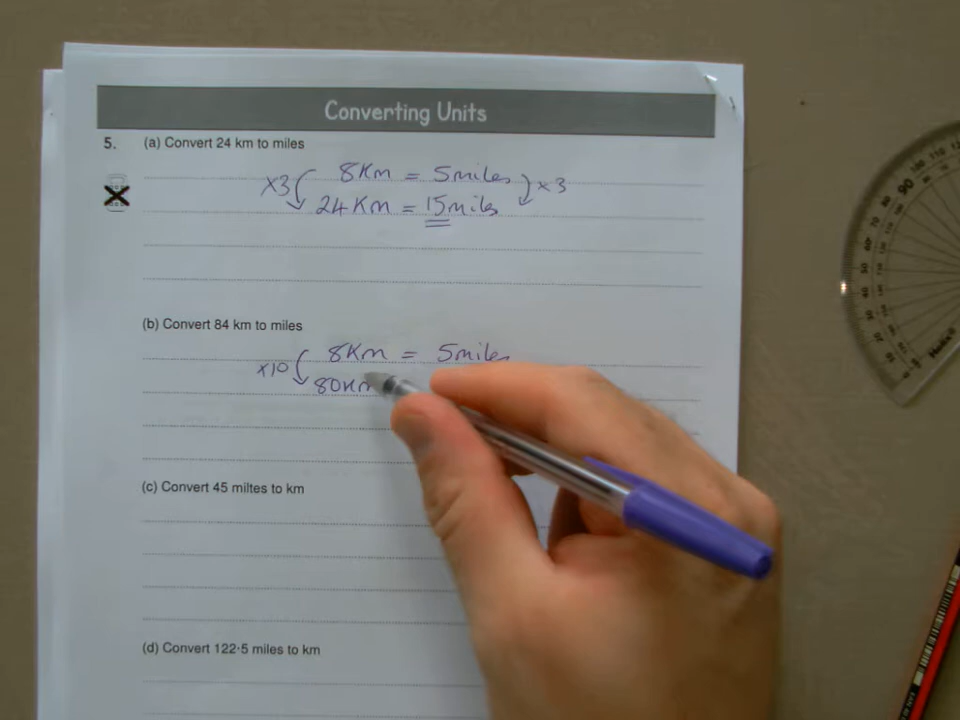 Converting Units
5. (a) Convert 24 km to miles
x3 8Km = 5miles x3
24Km = 15miles
(b) Convert 84 km to miles
x10 8Km = 5miles
80Km
(c) Convert 45 miltes to km
(d) Convert 122·5 miles to km